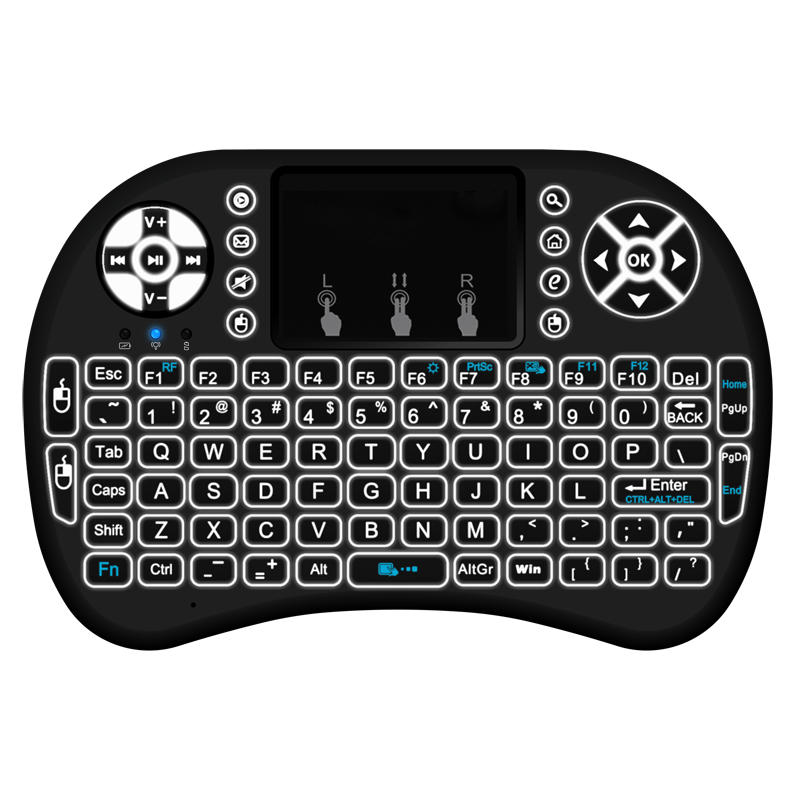 V+
V−
OK
L R
Esc F1 RF F2 F3 F4 F5 F6 F7 PrtSc F8 F9 F11 F10 F12 Del Home
` ~ 1 ! 2 @ 3 # 4 $ 5 % 6 ^ 7 & 8 * 9 ( 0 ) BACK PgUp
Tab Q W E R T Y U I O P \ PgDn
Caps A S D F G H J K L Enter CTRL+ALT+DEL End
Shift Z X C V B N M , < . > ; : , "
Fn Ctrl _ − = + Alt AltGr Win [ { ] } / ?